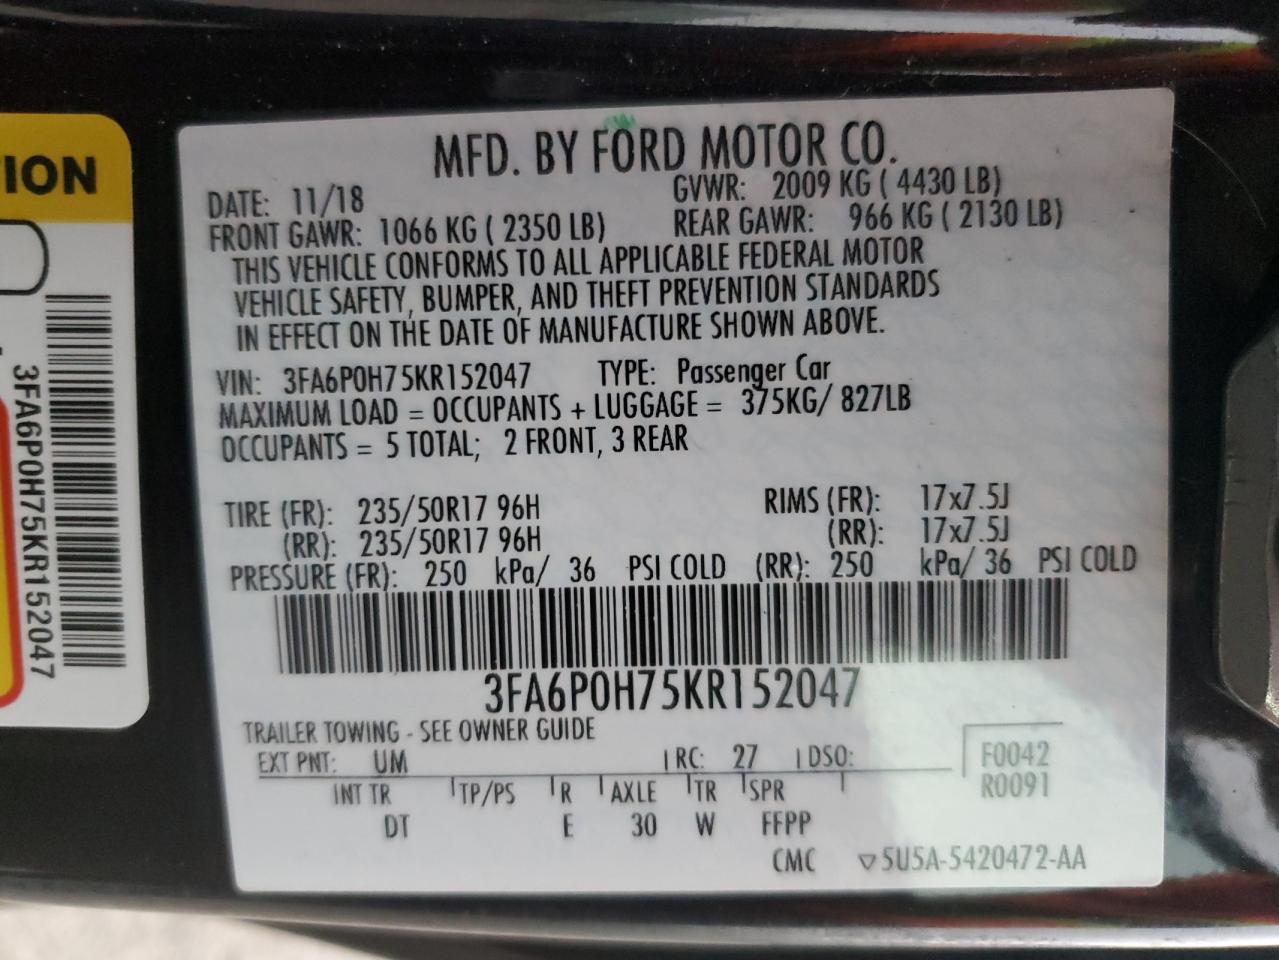 MFD. BY FORD MOTOR CO.
DATE: 11/18 GVWR: 2009 KG ( 4430 LB)
FRONT GAWR: 1066 KG ( 2350 LB) REAR GAWR: 966 KG ( 2130 LB)
THIS VEHICLE CONFORMS TO ALL APPLICABLE FEDERAL MOTOR
VEHICLE SAFETY, BUMPER, AND THEFT PREVENTION STANDARDS
IN EFFECT ON THE DATE OF MANUFACTURE SHOWN ABOVE.
VIN: 3FA6P0H75KR152047 TYPE: Passenger Car
MAXIMUM LOAD = OCCUPANTS + LUGGAGE = 375KG/ 827LB
OCCUPANTS = 5 TOTAL; 2 FRONT, 3 REAR
TIRE (FR): 235/50R17 96H RIMS (FR): 17x7.5J
(RR): 235/50R17 96H (RR): 17x7.5J
PRESSURE (FR): 250 kPa/ 36 PSI COLD (RR): 250 kPa/ 36 PSI COLD
3FA6P0H75KR152047
TRAILER TOWING - SEE OWNER GUIDE
EXT PNT: UM RC: 27 DSO: F0042
INT TR TP/PS R AXLE TR SPR R0091
DT E 30 W FFPP
CMC ▽5U5A-5420472-AA
ION
3FA6P0H75KR152047